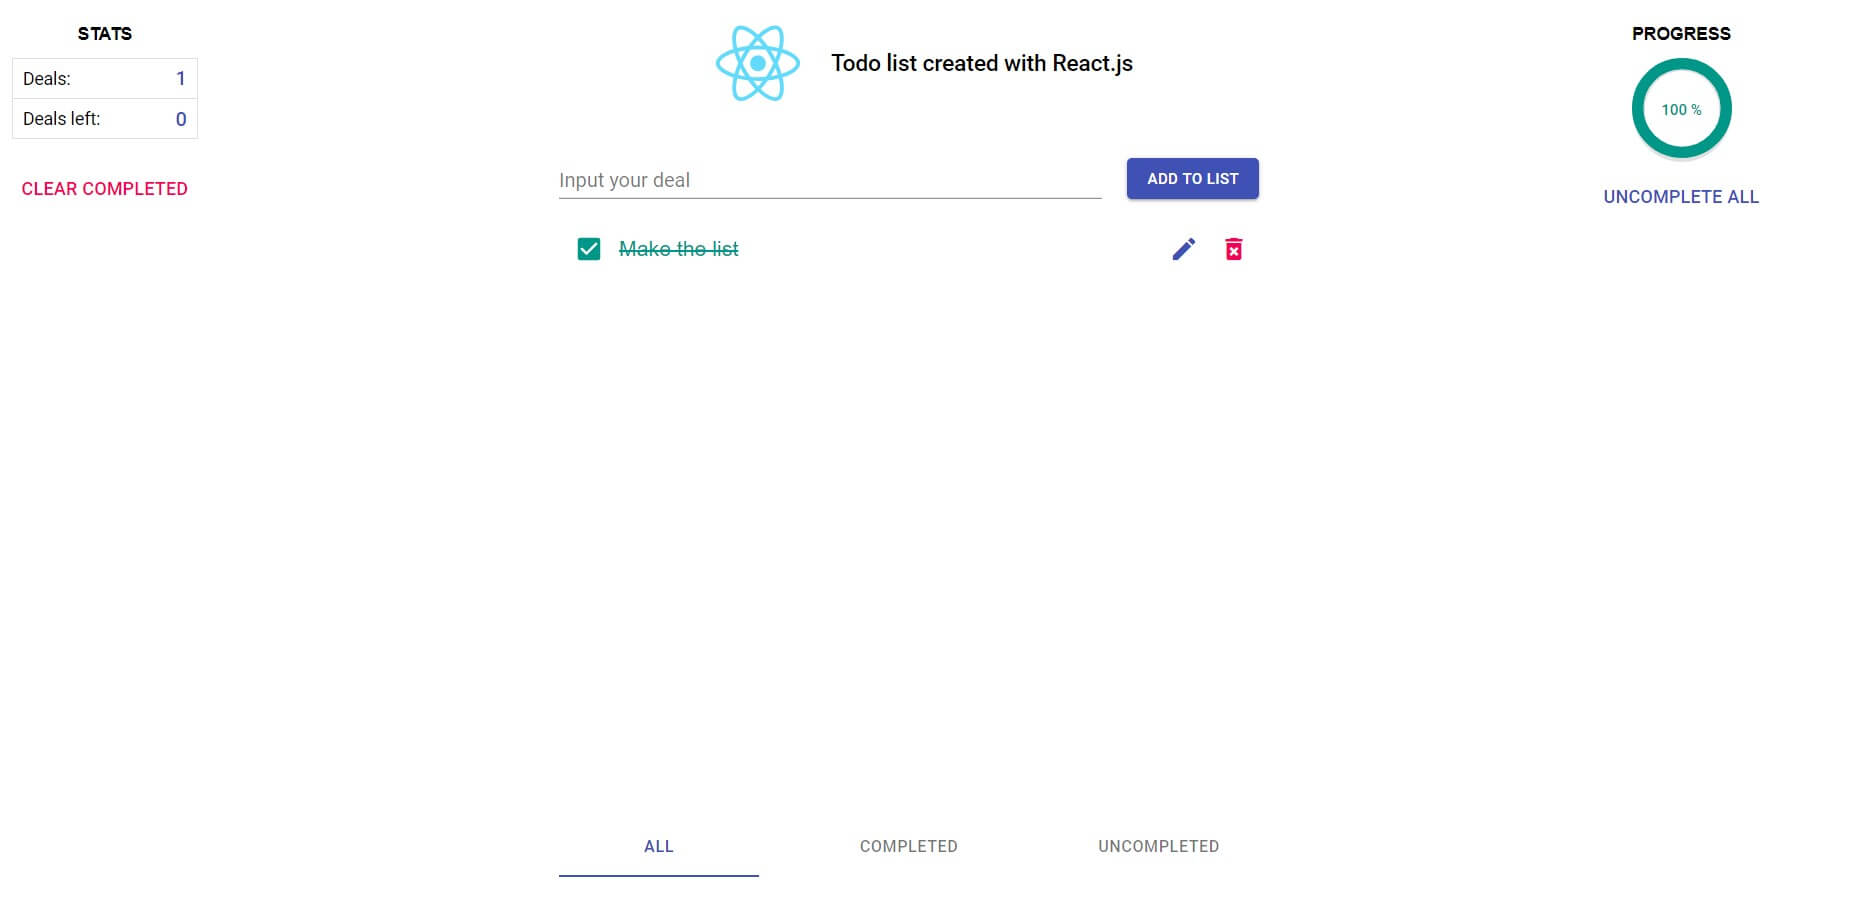 STATS
Deals: 1
Deals left: 0
CLEAR COMPLETED
Todo list created with React.js
Input your deal
ADD TO LIST
Make the list
PROGRESS
100 %
UNCOMPLETE ALL
ALL
COMPLETED
UNCOMPLETED